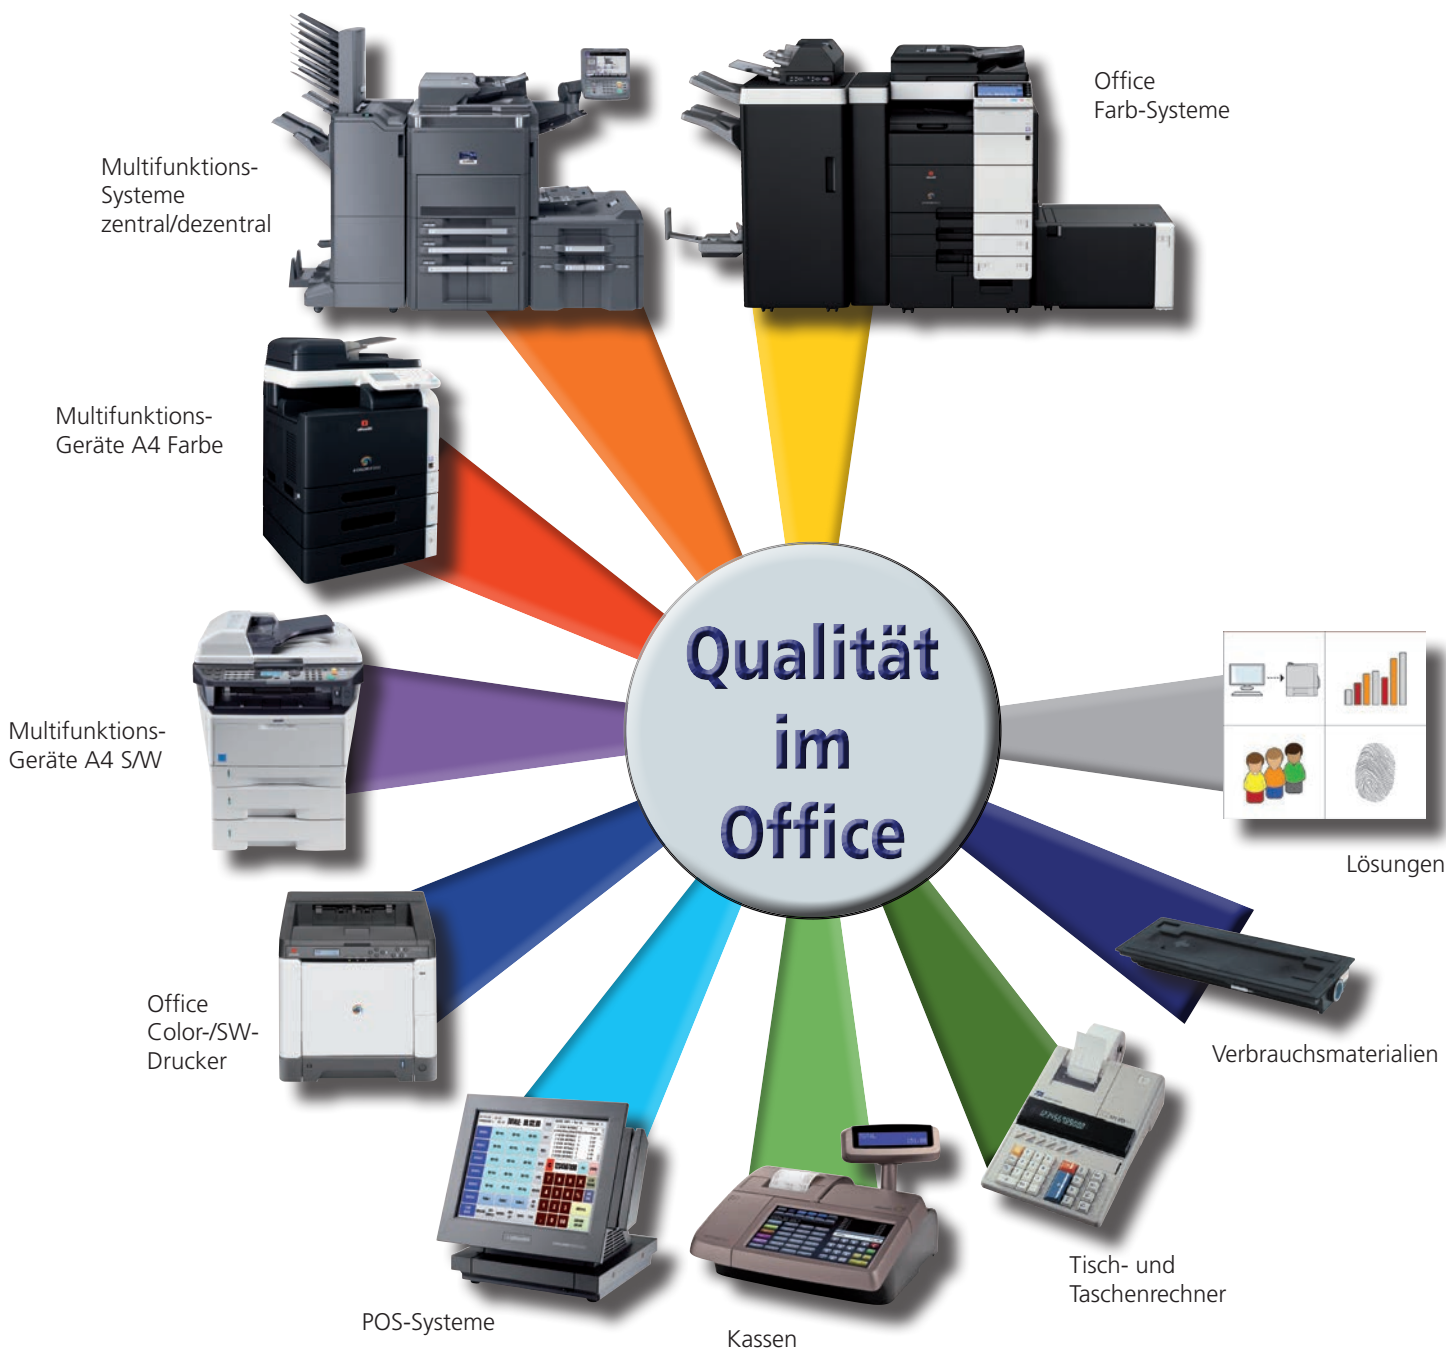 Office
Farb-Systeme
Multifunktions-
Systeme
zentral/dezentral
Multifunktions-
Geräte A4 Farbe
Multifunktions-
Geräte A4 S/W
Qualität
im
Office
Lösungen
Office
Color-/SW-
Drucker
Verbrauchsmaterialien
Tisch- und
Taschenrechner
POS-Systeme
Kassen